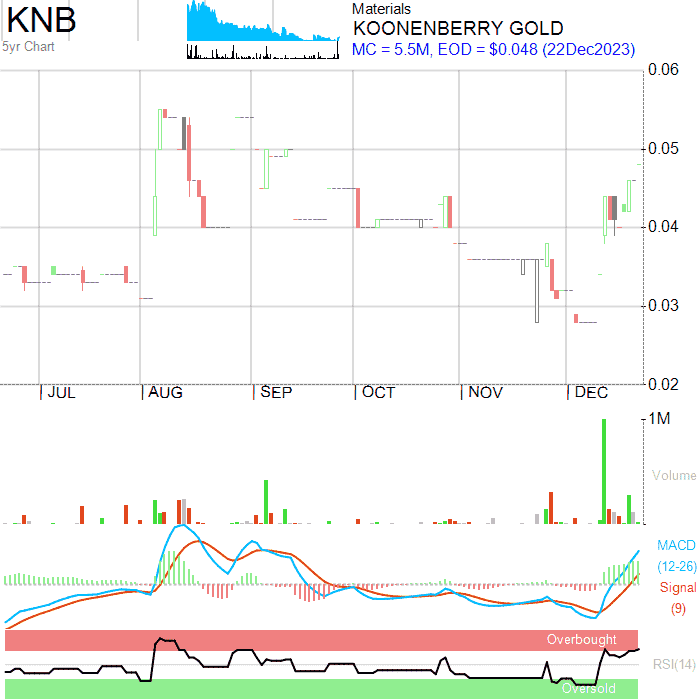 KNB
5yr Chart
Materials
KOONENBERRY GOLD
MC = 5.5M, EOD = $0.048 (22Dec2023)
0.06
0.05
0.04
0.03
0.02
JUL AUG SEP OCT NOV DEC
1M
Volume
MACD
(12-26)
Signal
(9)
Overbought
RSI(14)
Oversold